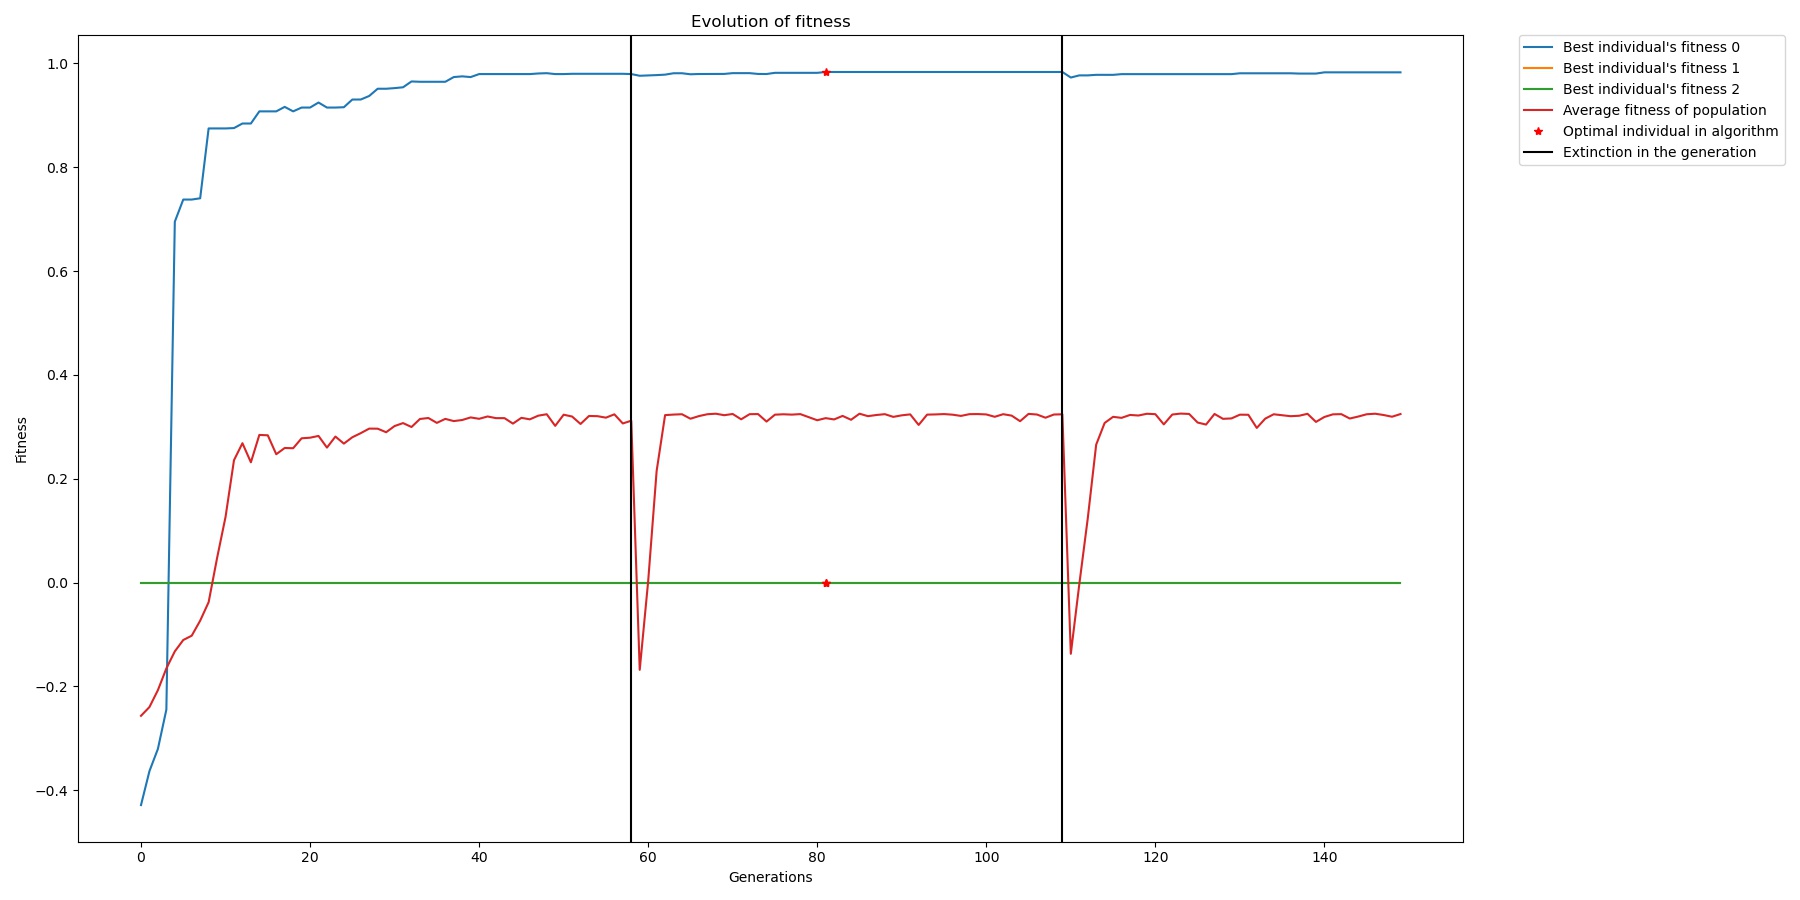 Evolution of fitness
Best individual's fitness 0
Best individual's fitness 1
Best individual's fitness 2
Average fitness of population
Optimal individual in algorithm
Extinction in the generation
Fitness
1.0
0.8
0.6
0.4
0.2
0.0
−0.2
−0.4
0 20 40 60 80 100 120 140
Generations